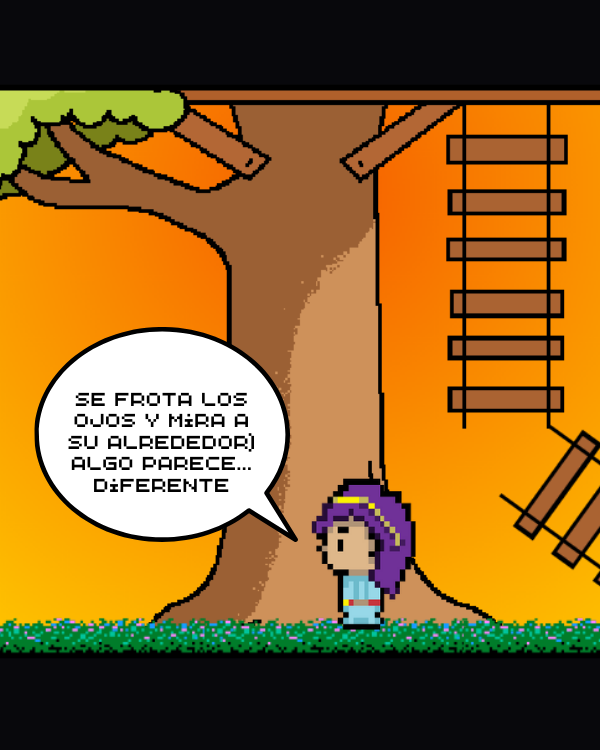 SE FROTA LOS
OJOS Y MiRA A
SU ALREDEDOR)
ALGO PARECE...
DiFERENTE